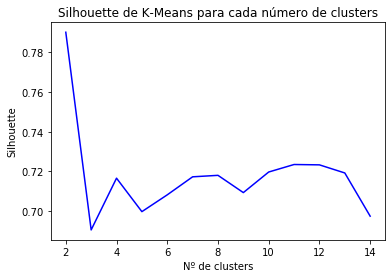 Silhouette de K-Means para cada número de clusters
Silhouette
0.78
0.76
0.74
0.72
0.70
2 4 6 8 10 12 14
Nº de clusters